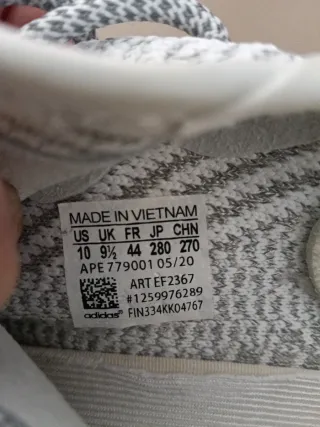 MADE IN VIETNAM
US UK FR JP CHN
10 9½ 44 280 270
APE 779001 05/20
ART EF2367
#1259976289
adidas® FIN334KK04767